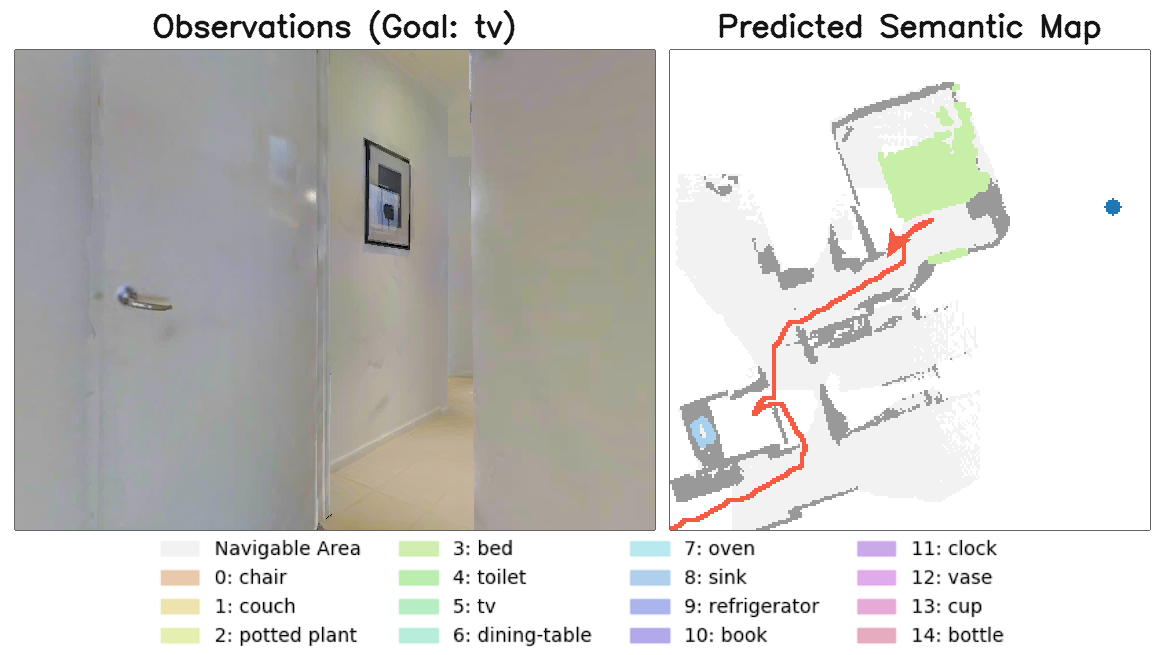 Observations (Goal: tv)
Predicted Semantic Map
Navigable Area
0: chair
1: couch
2: potted plant
3: bed
4: toilet
5: tv
6: dining-table
7: oven
8: sink
9: refrigerator
10: book
11: clock
12: vase
13: cup
14: bottle